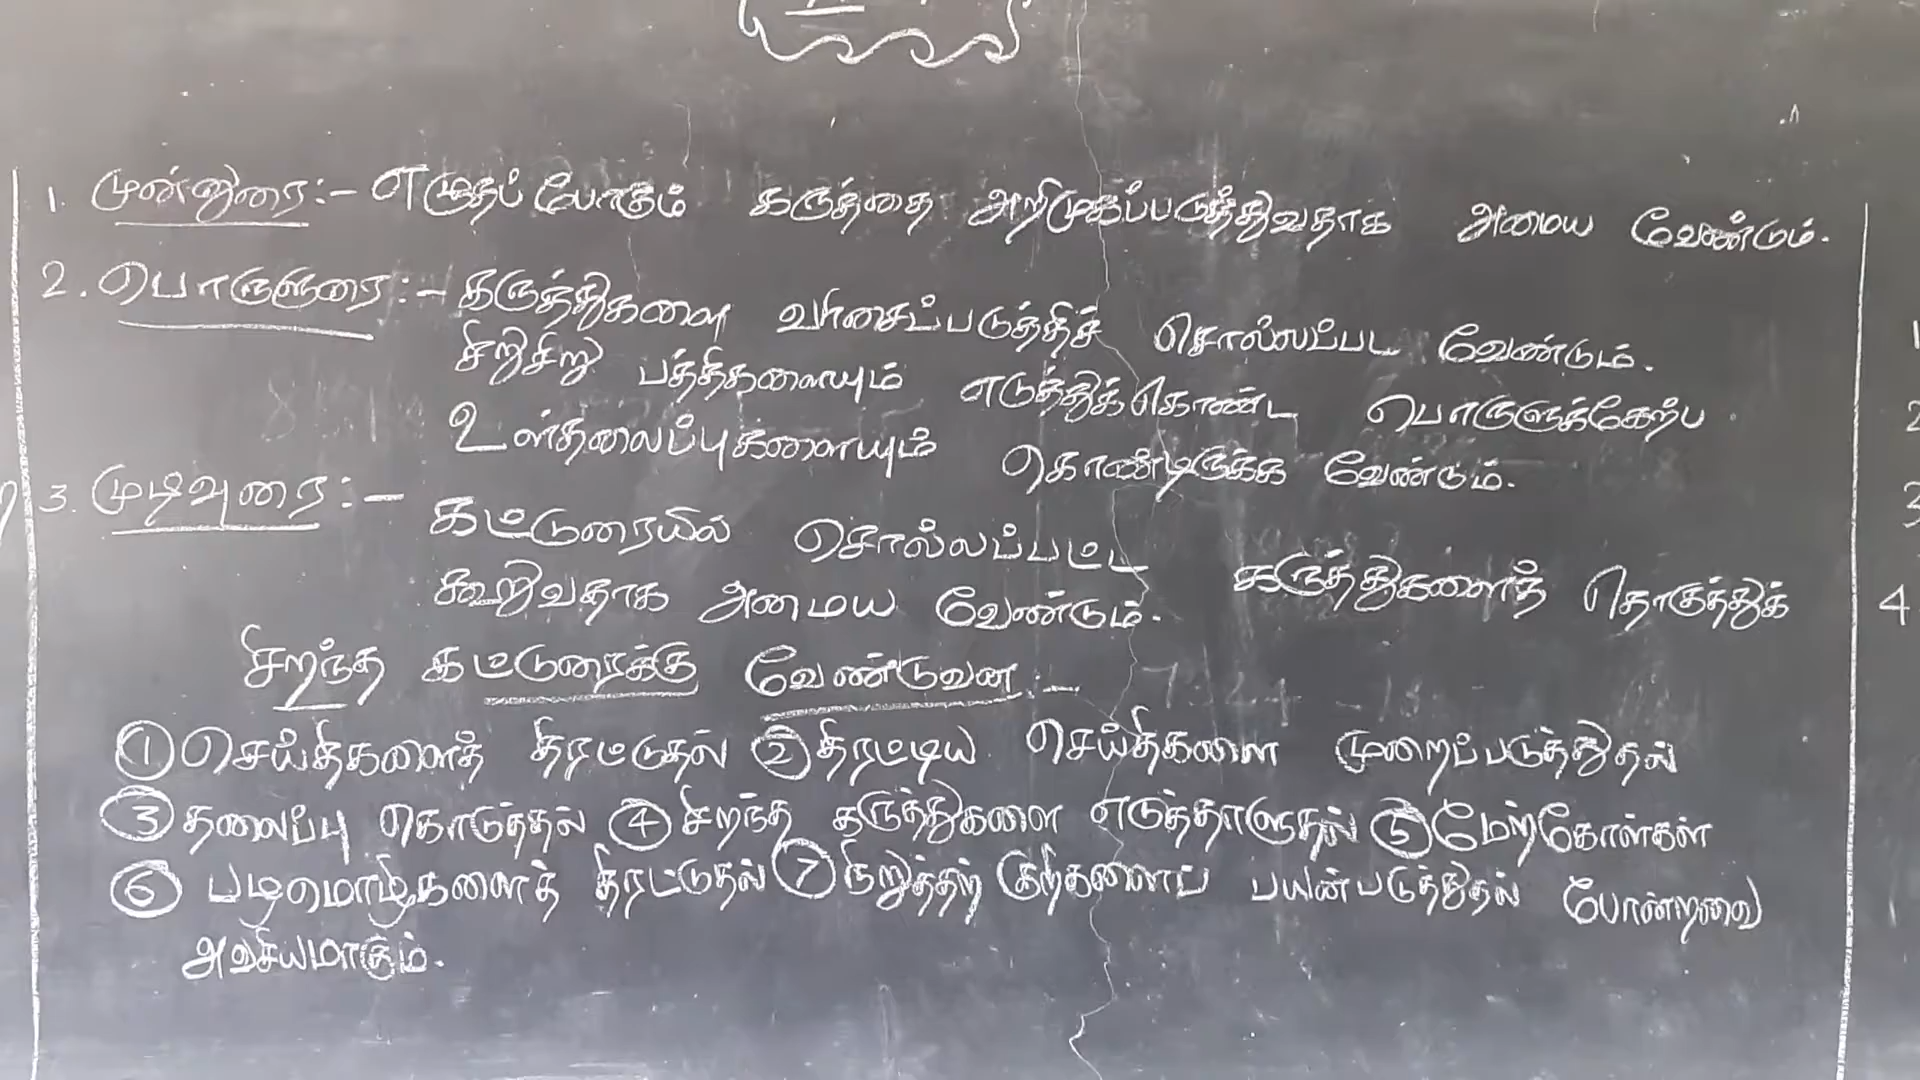 1. முன்னுரை:- எழுதப் போகும் கருத்தை அறிமுகப்படுத்துவதாக அமைய வேண்டும்.
2. பொருளுரை:- கருத்துகளை வரிசைப்படுத்திச் சொல்லப்பட வேண்டும்.
சிறுசிறு பத்திகளையும் எடுத்துக்கொண்ட பொருளுக்கேற்ப
உள்தலைப்புகளையும் கொண்டிருக்க வேண்டும்.
3. முடிவுரை:- கட்டுரையில் சொல்லப்பட்ட கருத்துகளைத் தொகுத்துக்
கூறுவதாக அமைய வேண்டும்.
சிறந்த கட்டுரைக்கு வேண்டுவன:-
① செய்திகளைத் திரட்டுதல் ② திரட்டிய செய்திகளை முறைப்படுத்துதல்
③ தலைப்பு கொடுத்தல் ④ சிறந்த கருத்துகளை எடுத்தாளுதல் ⑤ மேற்கோள்கள்
⑥ பழமொழிகளைத் திரட்டுதல் ⑦ நிறுத்தற் குறிகளைப் பயன்படுத்துதல் போன்றவை
அவசியமாகும்.
2
3
4